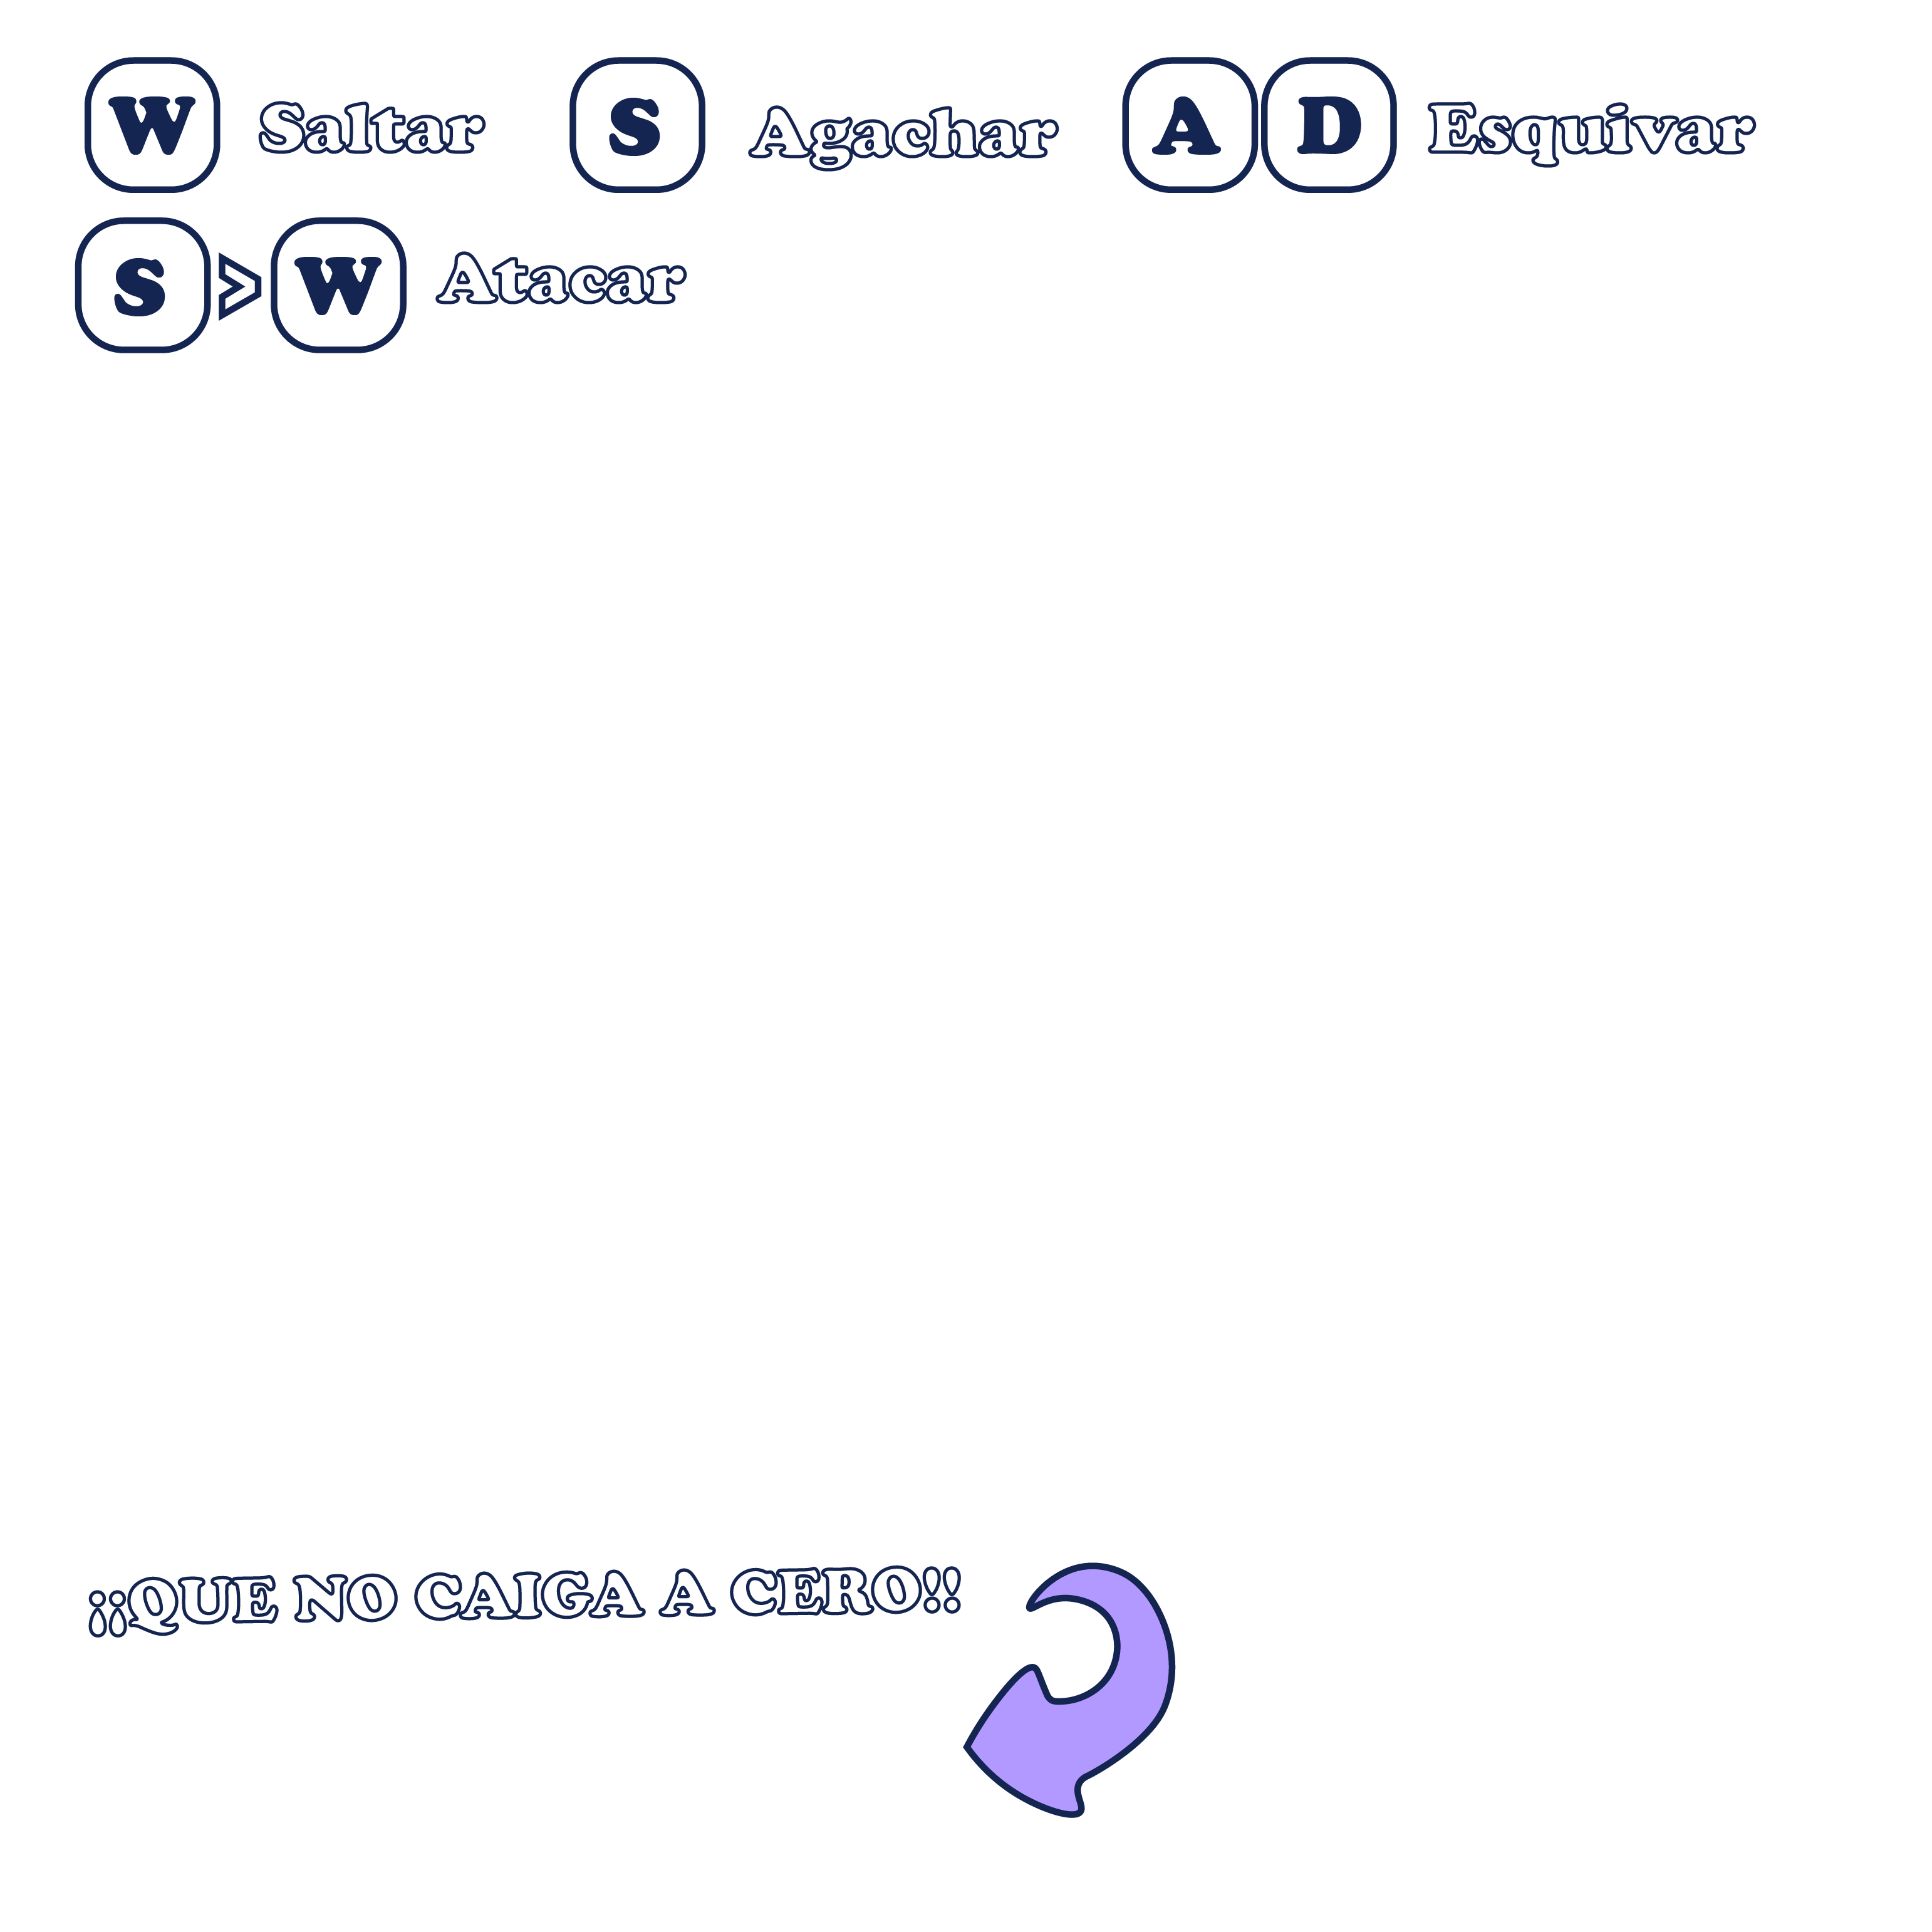 W Saltar S Agachar A D Esquivar
S > W Atacar
¡¡QUE NO CAIGA A CERO!!